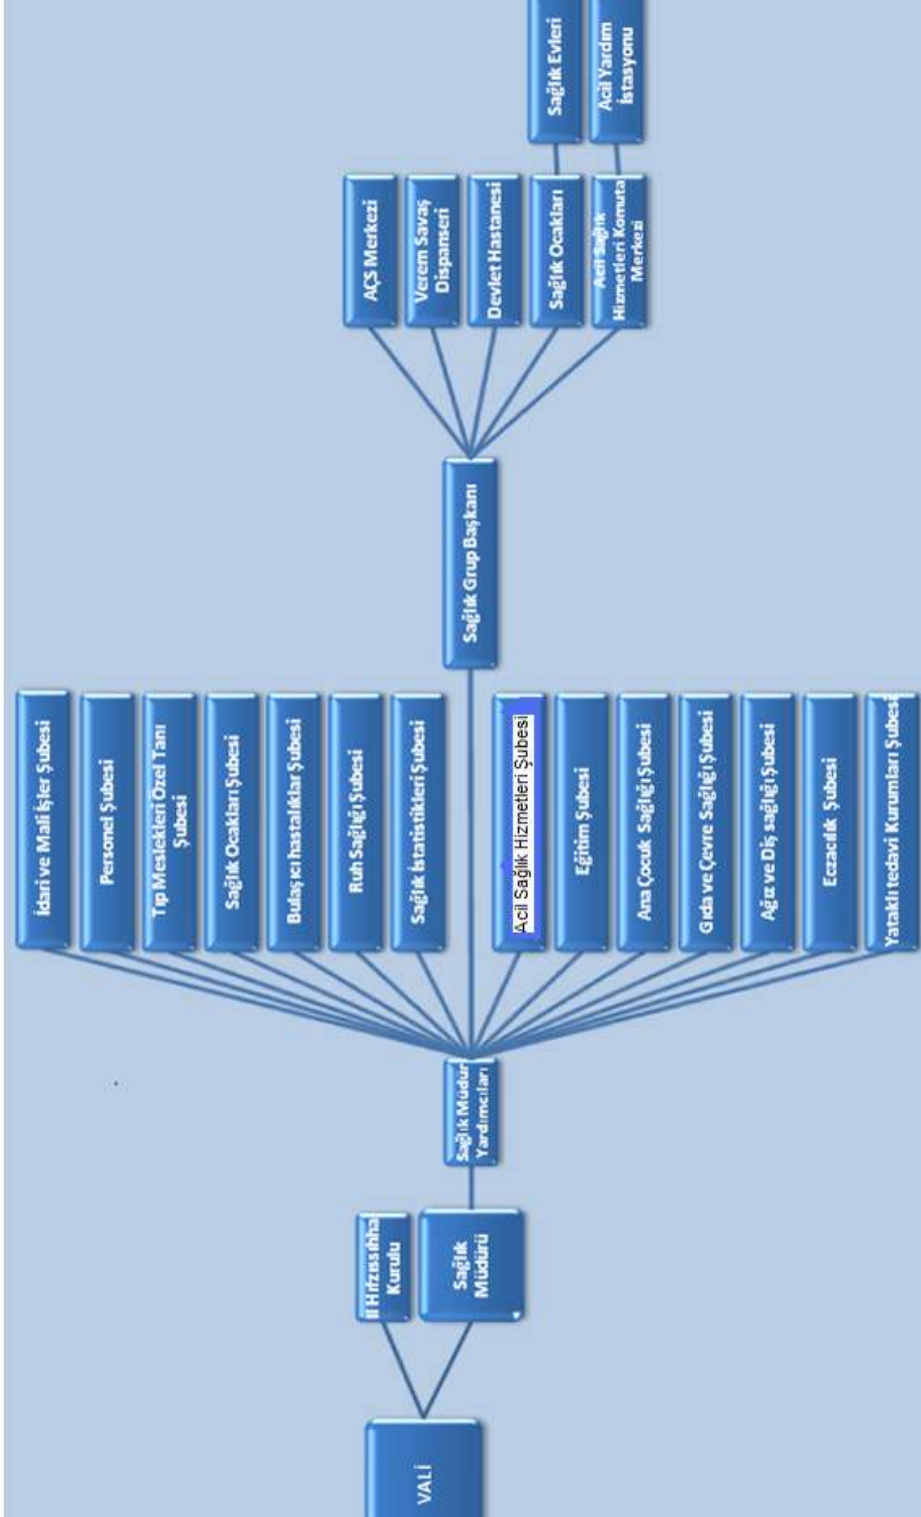 VALİ
İl Hıfzıssıhha
Kurulu
Sağlık
Müdürü
Sağlık Müdür
Yardımcıları
İdari ve Mali İşler Şubesi
Personel Şubesi
Tıp Meslekleri Özel Tanı
Şubesi
Sağlık Ocakları Şubesi
Bulaşıcı hastalıklar Şubesi
Ruh Sağlığı Şubesi
Sağlık İstatistikleri Şubesi
Acil Sağlık Hizmetleri Şubesi
Eğitim Şubesi
Ana Çocuk Sağlığı Şubesi
Gıda ve Çevre Sağlığı Şubesi
Ağız ve Diş sağlığı Şubesi
Eczacılık Şubesi
Yataklı tedavi Kurumları Şubesi
Sağlık Grup Başkanı
AÇS Merkezi
Verem Savaş
Dispanseri
Devlet Hastanesi
Sağlık Ocakları
Acil Sağlık
Hizmetleri Komuta
Merkezi
Sağlık Evleri
Acil Yardım
İstasyonu